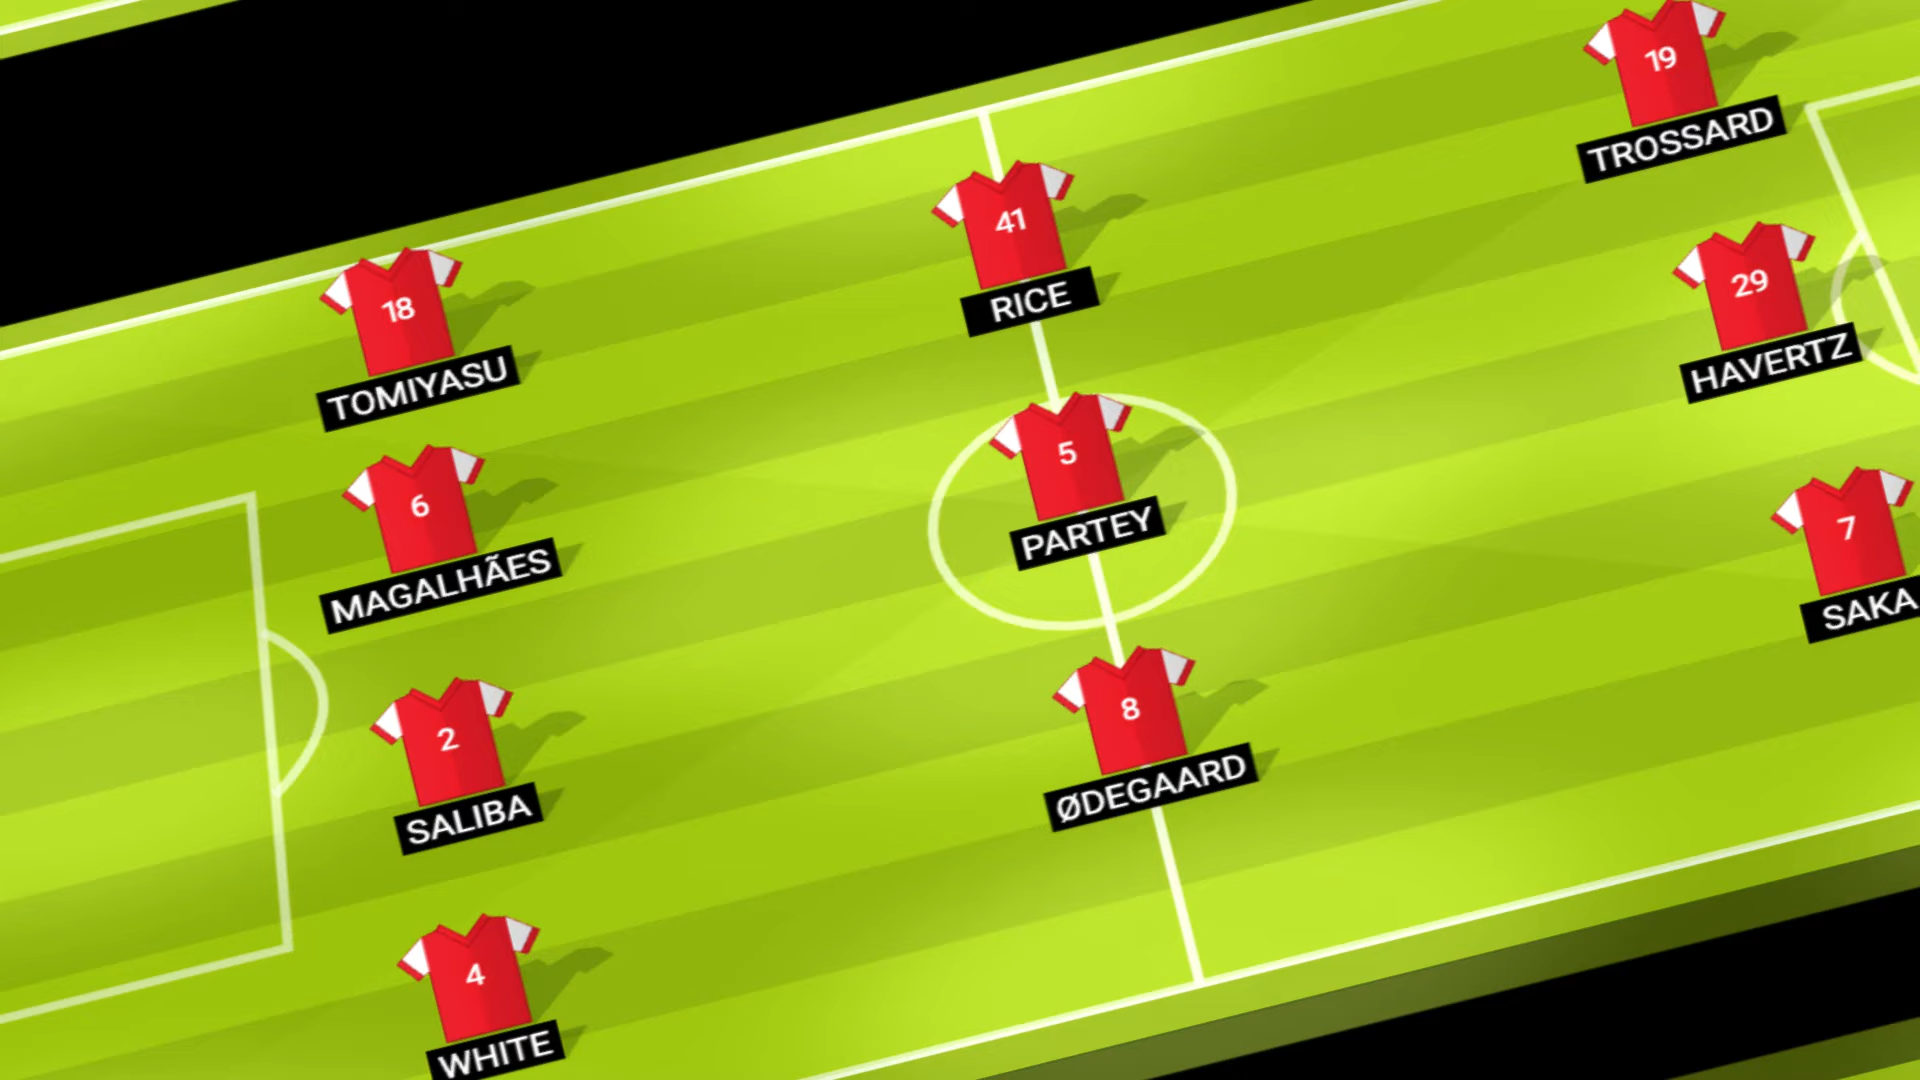 19
TROSSARD
41
RICE
18
TOMIYASU
29
HAVERTZ
5
PARTEY
6
MAGALHÃES
7
SAKA
8
ØDEGAARD
2
SALIBA
4
WHITE